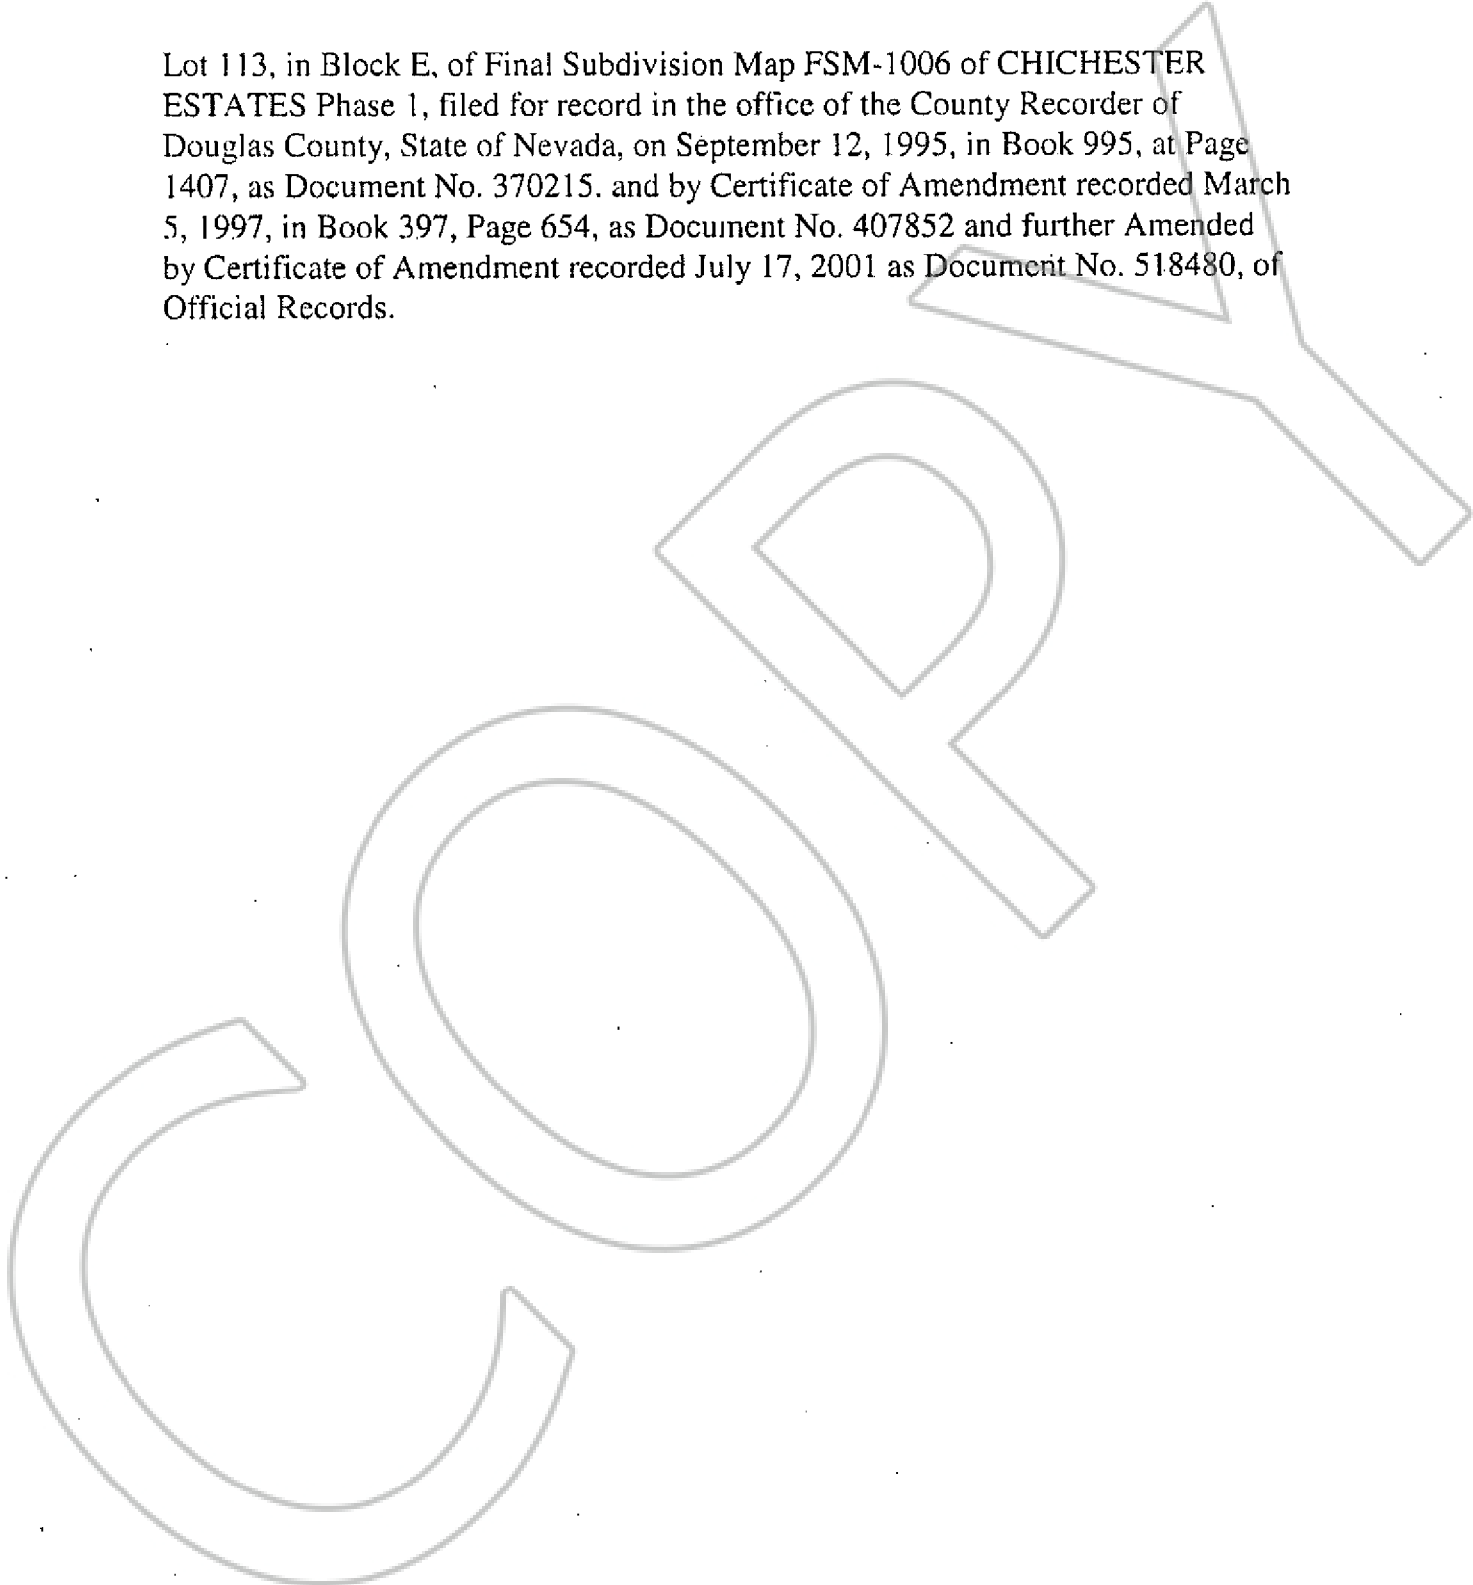 Lot 113, in Block E, of Final Subdivision Map FSM-1006 of CHICHESTER
ESTATES Phase 1, filed for record in the office of the County Recorder of
Douglas County, State of Nevada, on September 12, 1995, in Book 995, at Page
1407, as Document No. 370215. and by Certificate of Amendment recorded March
5, 1997, in Book 397, Page 654, as Document No. 407852 and further Amended
by Certificate of Amendment recorded July 17, 2001 as Document No. 518480, of
Official Records.
COPY